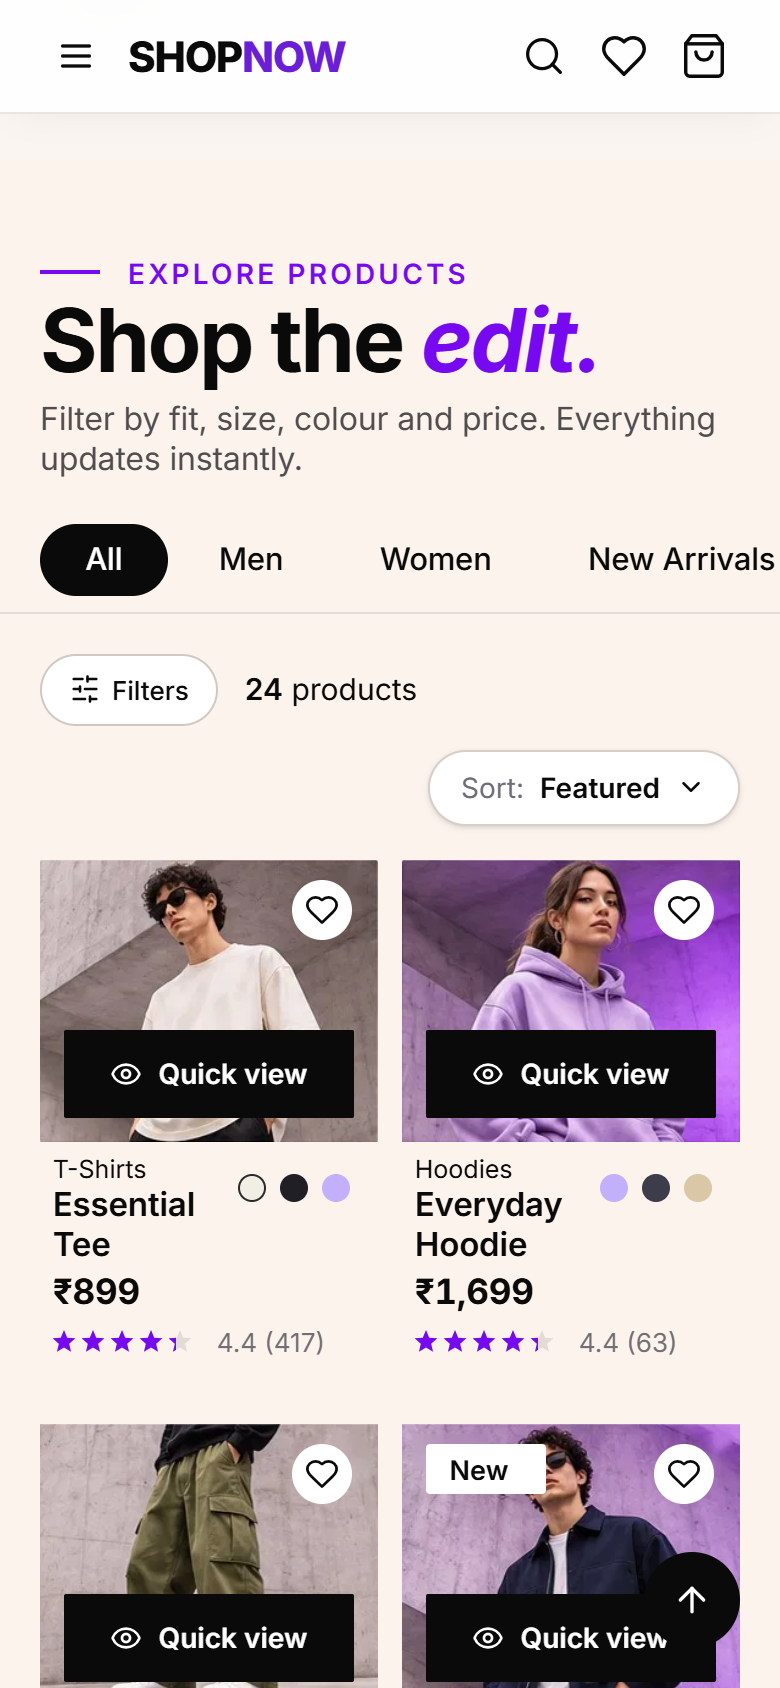 SHOPNOW
EXPLORE PRODUCTS
Shop the edit.
Filter by fit, size, colour and price. Everything
updates instantly.
All Men Women New Arrivals
Filters 24 products
Sort: Featured
Quick view Quick view
T-Shirts
Essential
Tee
₹899
4.4 (417)
Hoodies
Everyday
Hoodie
₹1,699
4.4 (63)
New
Quick view Quick view